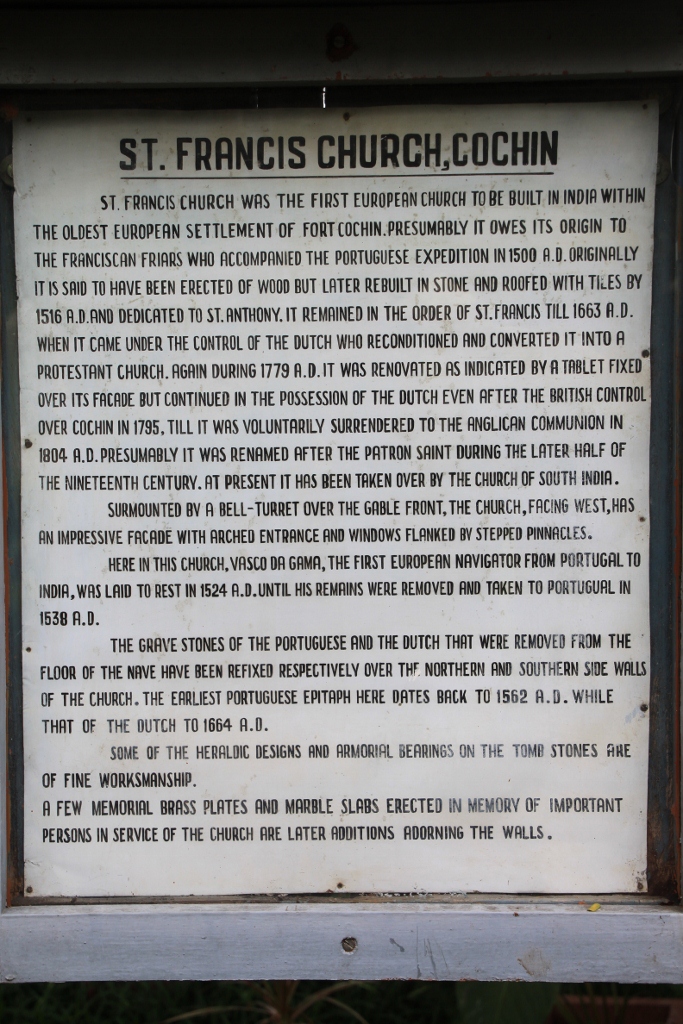 ST. FRANCIS CHURCH,COCHIN
ST. FRANCIS CHURCH WAS THE FIRST EUROPEAN CHURCH TO BE BUILT IN INDIA WITHIN
THE OLDEST EUROPEAN SETTLEMENT OF FORT COCHIN. PRESUMABLY IT OWES ITS ORIGIN TO
THE FRANCISCAN FRIARS WHO ACCOMPANIED THE PORTUGUESE EXPEDITION IN 1500 A.D. ORIGINALLY
IT IS SAID TO HAVE BEEN ERECTED OF WOOD BUT LATER REBUILT IN STONE AND ROOFED WITH TILES BY
1516 A.D. AND DEDICATED TO ST. ANTHONY. IT REMAINED IN THE ORDER OF ST. FRANCIS TILL 1663 A.D.
WHEN IT CAME UNDER THE CONTROL OF THE DUTCH WHO RECONDITIONED AND CONVERTED IT INTO A
PROTESTANT CHURCH. AGAIN DURING 1779 A.D. IT WAS RENOVATED AS INDICATED BY A TABLET FIXED
OVER ITS FACADE BUT CONTINUED IN THE POSSESSION OF THE DUTCH EVEN AFTER THE BRITISH CONTROL
OVER COCHIN IN 1795, TILL IT WAS VOLUNTARILY SURRENDERED TO THE ANGLICAN COMMUNION IN
1804 A.D. PRESUMABLY IT WAS RENAMED AFTER THE PATRON SAINT DURING THE LATER HALF OF
THE NINETEENTH CENTURY. AT PRESENT IT HAS BEEN TAKEN OVER BY THE CHURCH OF SOUTH INDIA.
SURMOUNTED BY A BELL-TURRET OVER THE GABLE FRONT, THE CHURCH, FACING WEST, HAS
AN IMPRESSIVE FACADE WITH ARCHED ENTRANCE AND WINDOWS FLANKED BY STEPPED PINNACLES.
HERE IN THIS CHURCH, VASCO DA GAMA, THE FIRST EUROPEAN NAVIGATOR FROM PORTUGAL TO
INDIA, WAS LAID TO REST IN 1524 A.D. UNTIL HIS REMAINS WERE REMOVED AND TAKEN TO PORTUGUAL IN
1538 A.D.
THE GRAVE STONES OF THE PORTUGUESE AND THE DUTCH THAT WERE REMOVED FROM THE
FLOOR OF THE NAVE HAVE BEEN REFIXED RESPECTIVELY OVER THE NORTHERN AND SOUTHERN SIDE WALLS
OF THE CHURCH. THE EARLIEST PORTUGUESE EPITAPH HERE DATES BACK TO 1562 A.D. WHILE
THAT OF THE DUTCH TO 1664 A.D.
SOME OF THE HERALDIC DESIGNS AND ARMORIAL BEARINGS ON THE TOMB STONES ARE
OF FINE WORKSMANSHIP.
A FEW MEMORIAL BRASS PLATES AND MARBLE SLABS ERECTED IN MEMORY OF IMPORTANT
PERSONS IN SERVICE OF THE CHURCH ARE LATER ADDITIONS ADORNING THE WALLS.